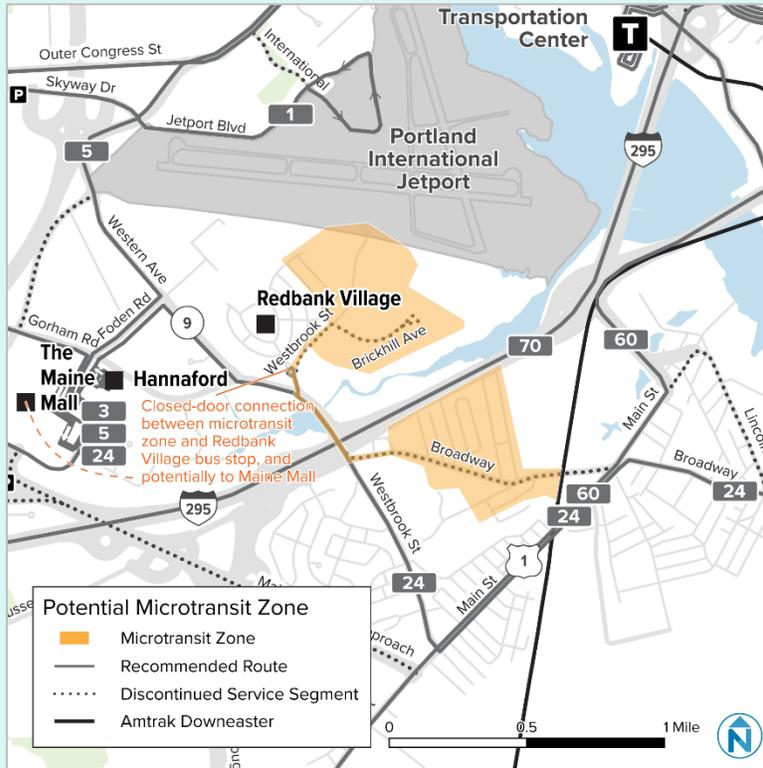 Transportation
Center
T
Outer Congress St
International
Skyway Dr
P
Jetport Blvd
1
5
Portland
International
Jetport
295
Western Ave
Redbank Village
Gorham Rd
Foden Rd
9
Westbrook St
Brickhill Ave
70
60
The
Maine
Mall
Hannaford
3
5
24
Closed-door connection
between microtransit
zone and Redbank
Village bus stop, and
potentially to Maine Mall
Main St
Broadway
Broadway
24
60
24
295
Westbrook St
1
24
Main St
Potential Microtransit Zone
Microtransit Zone
Recommended Route
Discontinued Service Segment
Amtrak Downeaster
0
0.5
1 Mile
N